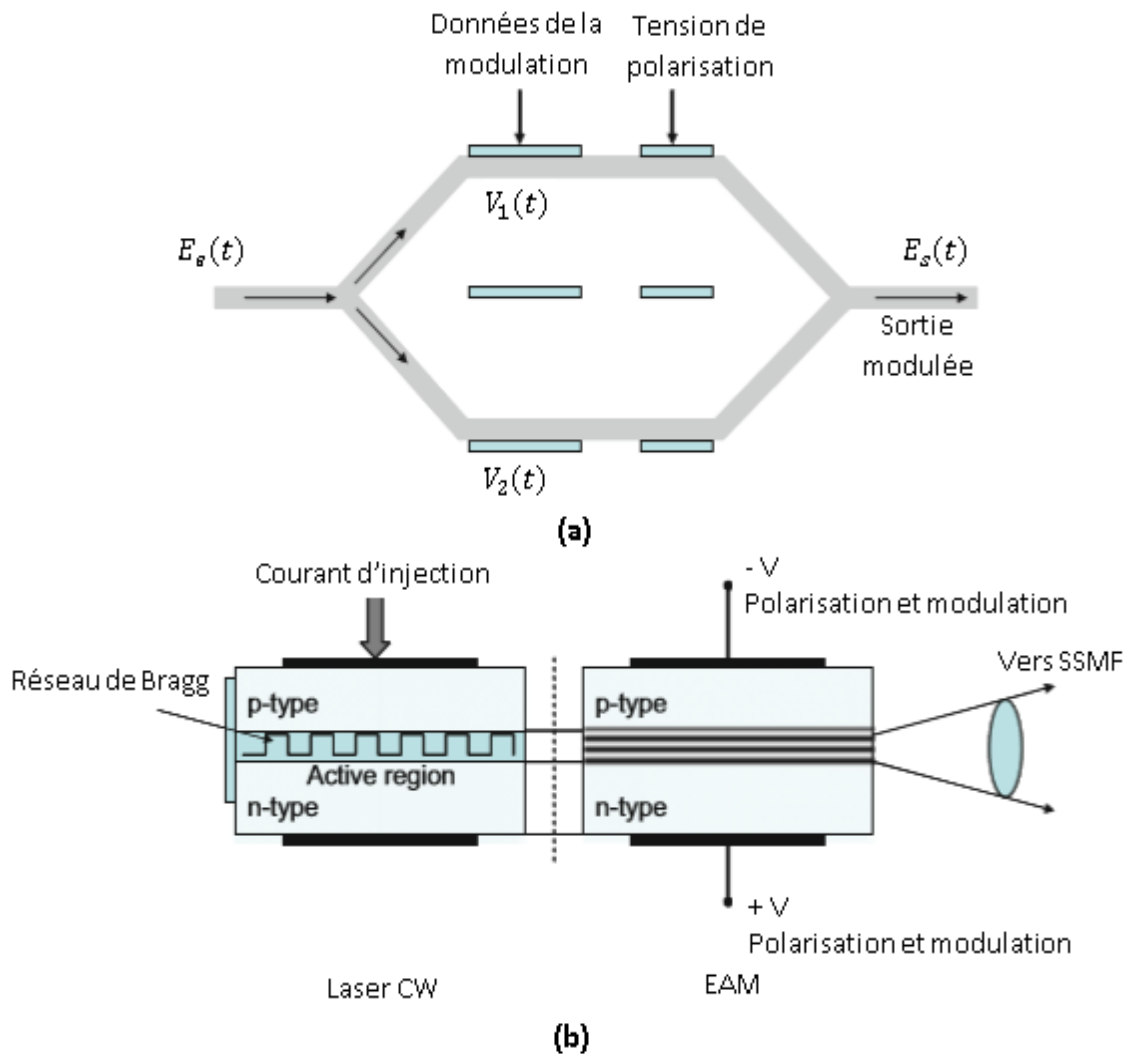 Données de la
modulation
Tension de
polarisation
V₁(t)
Eₑ(t)
Eₛ(t)
Sortie
modulée
V₂(t)
(a)
Courant d'injection
- V
Polarisation et modulation
Réseau de Bragg
Vers SSMF
p-type
p-type
Active region
n-type
n-type
+ V
Polarisation et modulation
Laser CW
EAM
(b)